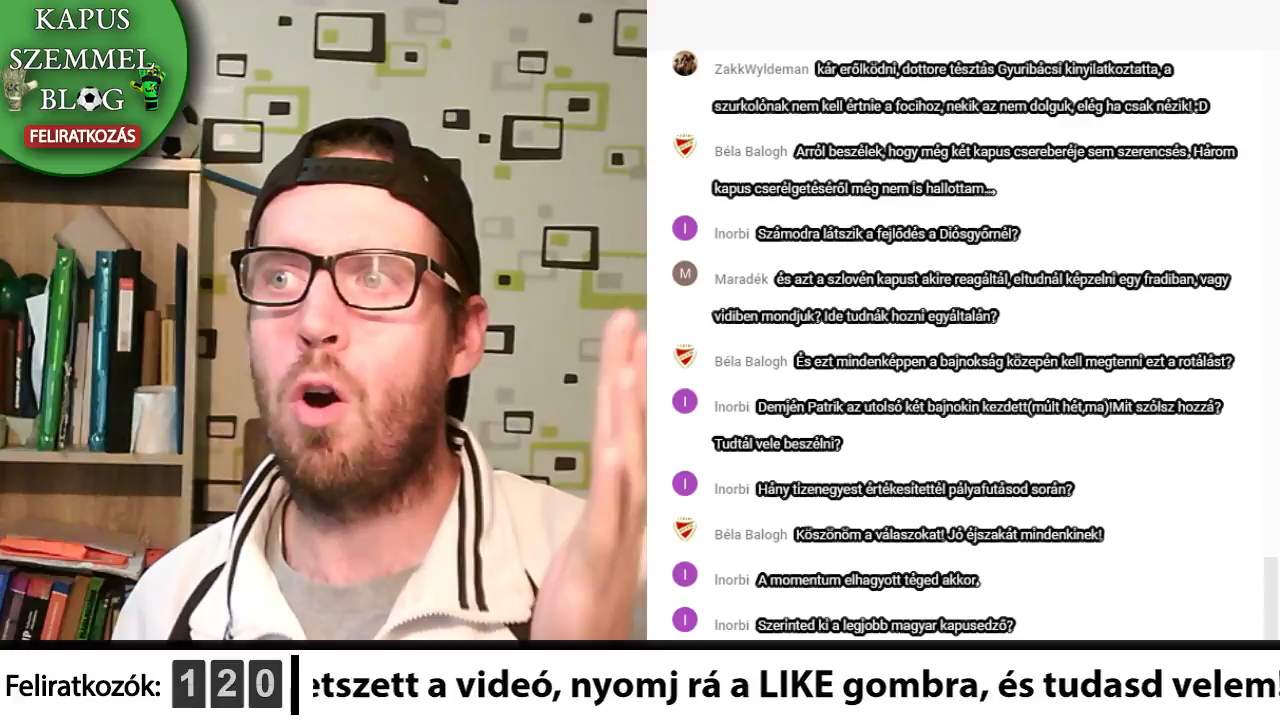 KAPUS
SZEMMEL
BLOG
FELIRATKOZÁS
ZakkWyldeman kár erőlködni, dottore tésztás Gyuribácsi kinyilatkoztatta, a
szurkolónak nem kell értnie a focihoz, nekik az nem dolguk, elég ha csak nézik! ;D
Béla Balogh Arról beszélek, hogy még két kapus csereberéje sem szerencsés, Három
kapus cserélgetéséről még nem is hallottam...,
I Inorbi Számodra látszik a fejlődés a Diósgyőrnél?
M Maradék és azt a szlovén kapust akire reagáltál, eltudnál képzelni egy fradiban, vagy
vidiben mondjuk? Ide tudnák hozni egyáltalán?
Béla Balogh És ezt mindenképpen a bajnokság közepén kell megtenni ezt a rotálást?
I Inorbi Demjén Patrik az utolsó két bajnokin kezdett(múlt hét,ma)!Mit szólsz hozzá?
Tudtál vele beszélni?
I Inorbi Hány tizenegyest értékesítettél pályafutásod során?
Béla Balogh Köszönöm a válaszokat! Jó éjszakát mindenkinek!
I Inorbi A momentum elhagyott téged akkor,
I Inorbi Szerinted ki a legjobb magyar kapusedző?
Feliratkozók: 120 etszett a videó, nyomj rá a LIKE gombra, és tudasd velem!